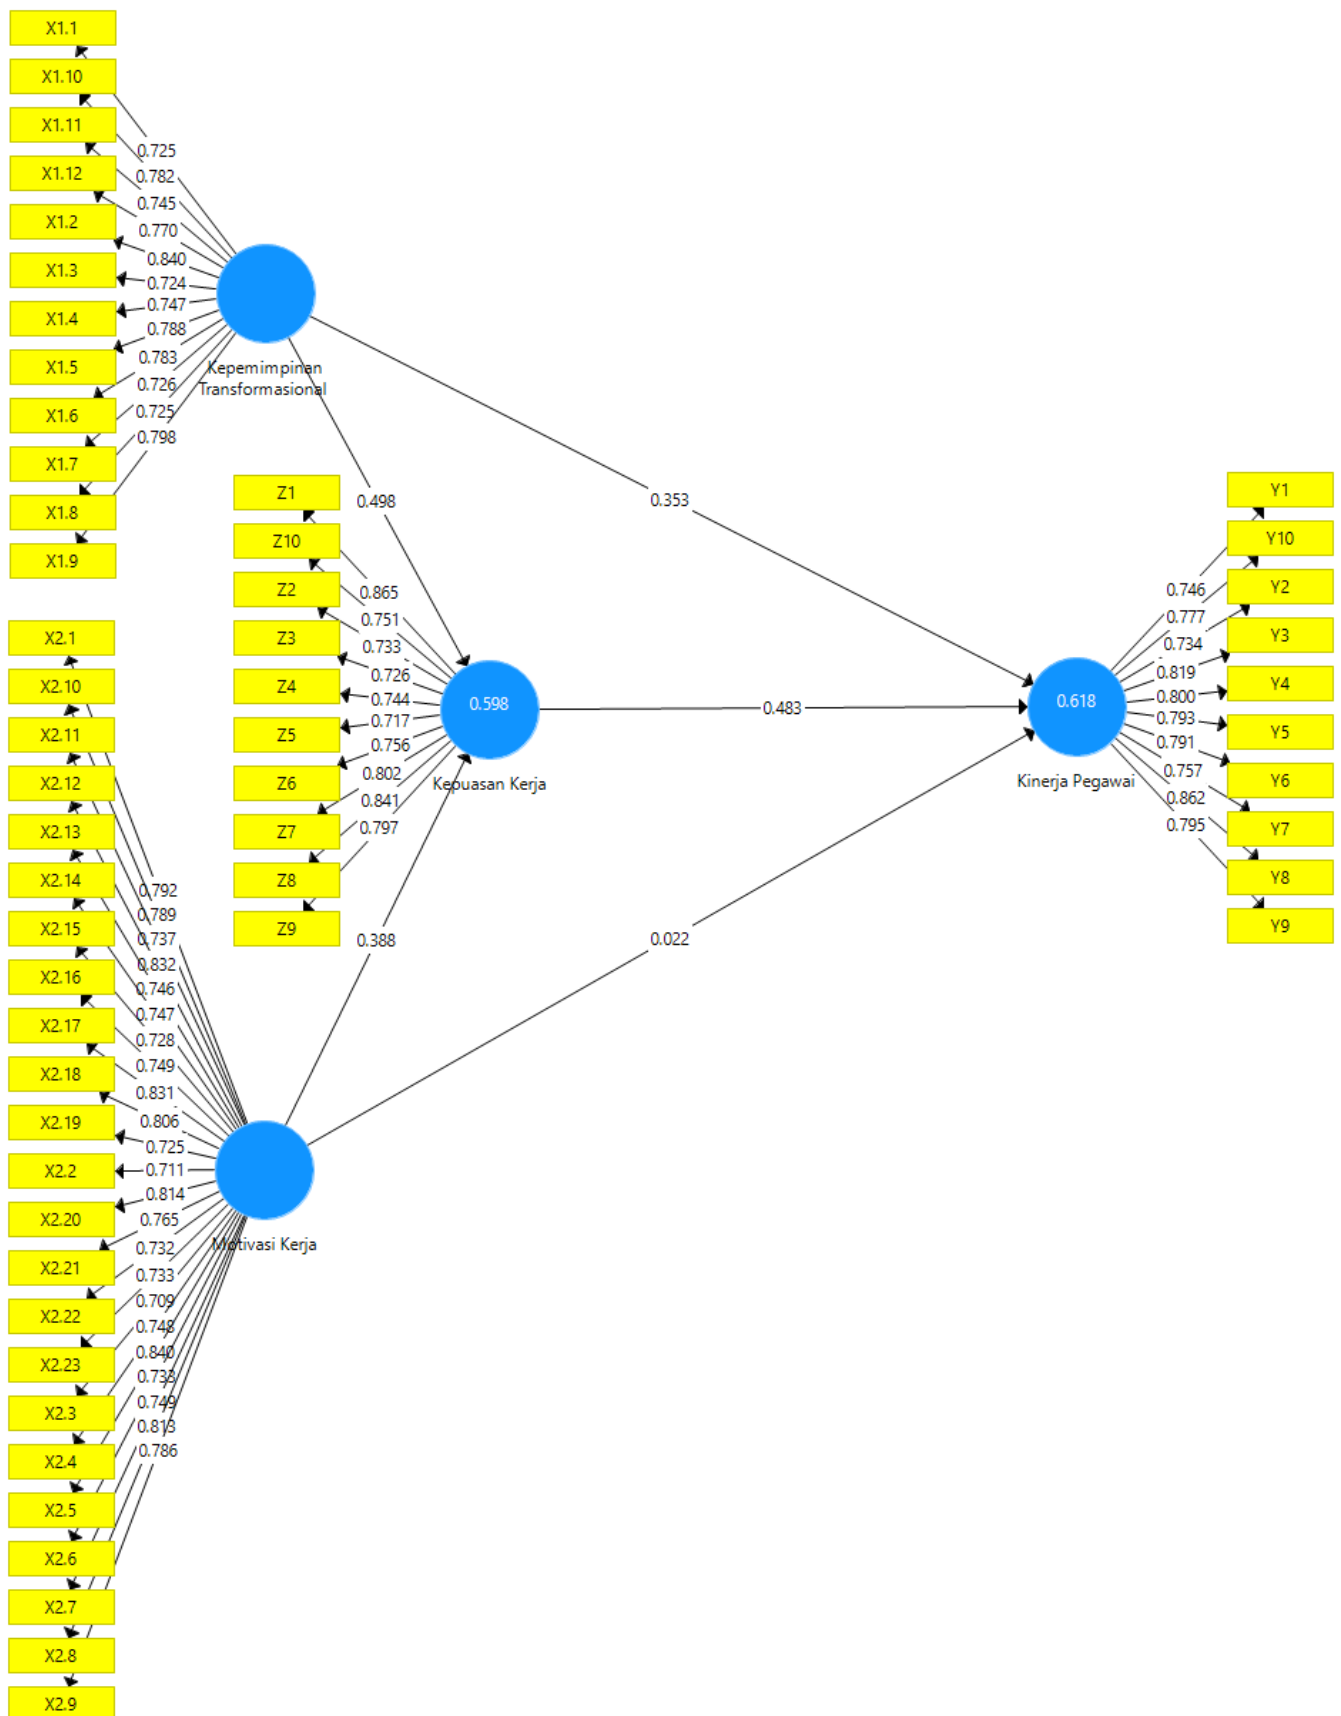 X1.1
X1.10
X1.11
X1.12
X1.2
X1.3
X1.4
X1.5
X1.6
X1.7
X1.8
X1.9
0.725
0.782
0.745
0.770
0.840
0.724
0.747
0.788
0.783
0.726
0.725
0.798
Kepemimpinan
Transformasional
0.498
0.353
Z1
Z10
Z2
Z3
Z4
Z5
Z6
Z7
Z8
Z9
0.865
0.751
0.733
0.726
0.744
0.717
0.756
0.802
0.841
0.797
0.598
Kepuasan Kerja
0.483
0.618
Kinerja Pegawai
0.746
0.777
0.734
0.819
0.800
0.793
0.791
0.757
0.862
0.795
Y1
Y10
Y2
Y3
Y4
Y5
Y6
Y7
Y8
Y9
0.388
0.022
X2.1
X2.10
X2.11
X2.12
X2.13
X2.14
X2.15
X2.16
X2.17
X2.18
X2.19
X2.2
X2.20
X2.21
X2.22
X2.23
X2.3
X2.4
X2.5
X2.6
X2.7
X2.8
X2.9
0.792
0.789
0.737
0.832
0.746
0.747
0.728
0.749
0.831
0.806
0.725
0.711
0.814
0.765
0.732
0.733
0.709
0.748
0.840
0.733
0.749
0.813
0.786
Motivasi Kerja